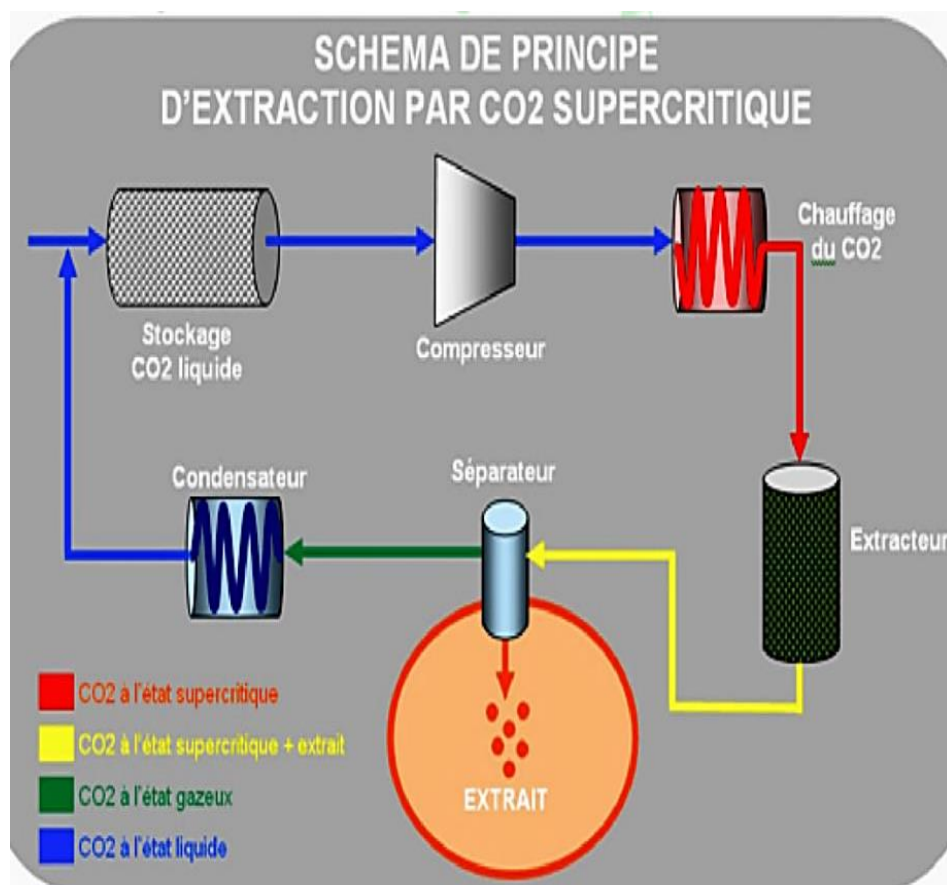 SCHEMA DE PRINCIPE
D'EXTRACTION PAR CO2 SUPERCRITIQUE
Chauffage
du CO2
Stockage
CO2 liquide
Compresseur
Condensateur
Séparateur
Extracteur
CO2 à l'état supercritique
CO2 à l'état supercritique + extrait
CO2 à l'état gazeux
CO2 à l'état liquide
EXTRAIT